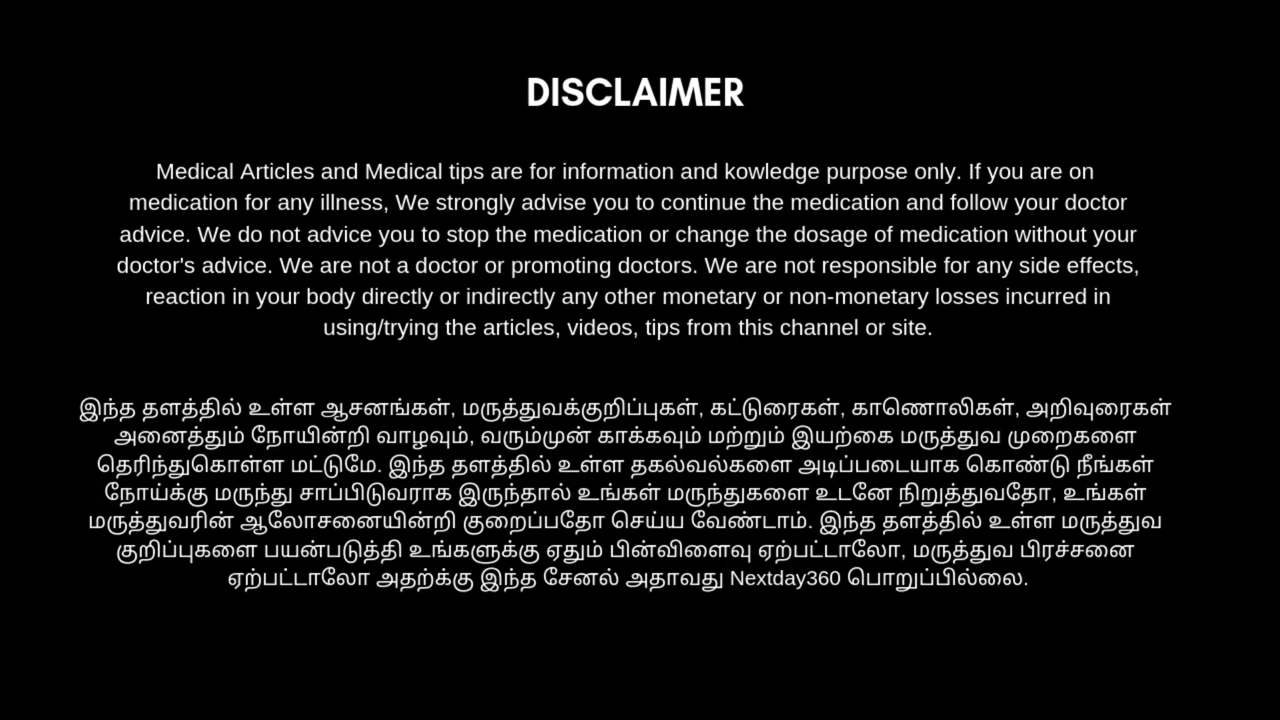 DISCLAIMER
Medical Articles and Medical tips are for information and kowledge purpose only. If you are on
medication for any illness, We strongly advise you to continue the medication and follow your doctor
advice. We do not advice you to stop the medication or change the dosage of medication without your
doctor's advice. We are not a doctor or promoting doctors. We are not responsible for any side effects,
reaction in your body directly or indirectly any other monetary or non-monetary losses incurred in
using/trying the articles, videos, tips from this channel or site.
இந்த தளத்தில் உள்ள ஆசனங்கள், மருத்துவக்குறிப்புகள், கட்டுரைகள், காணொலிகள், அறிவுரைகள்
அனைத்தும் நோயின்றி வாழவும், வரும்முன் காக்கவும் மற்றும் இயற்கை மருத்துவ முறைகளை
தெரிந்துகொள்ள மட்டுமே. இந்த தளத்தில் உள்ள தகல்வல்களை அடிப்படையாக கொண்டு நீங்கள்
நோய்க்கு மருந்து சாப்பிடுவராக இருந்தால் உங்கள் மருந்துகளை உடனே நிறுத்துவதோ, உங்கள்
மருத்துவரின் ஆலோசனையின்றி குறைப்பதோ செய்ய வேண்டாம். இந்த தளத்தில் உள்ள மருத்துவ
குறிப்புகளை பயன்படுத்தி உங்களுக்கு ஏதும் பின்விளைவு ஏற்பட்டாலோ, மருத்துவ பிரச்சனை
ஏற்பட்டாலோ அதற்க்கு இந்த சேனல் அதாவது Nextday360 பொறுப்பில்லை.